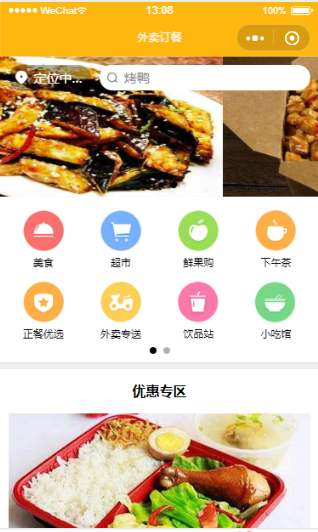 WeChat 13:08 100%
外卖订餐
定位中... 烤鸭
美食 超市 鲜果购 下午茶
正餐优选 外卖专送 饮品站 小吃馆
优惠专区